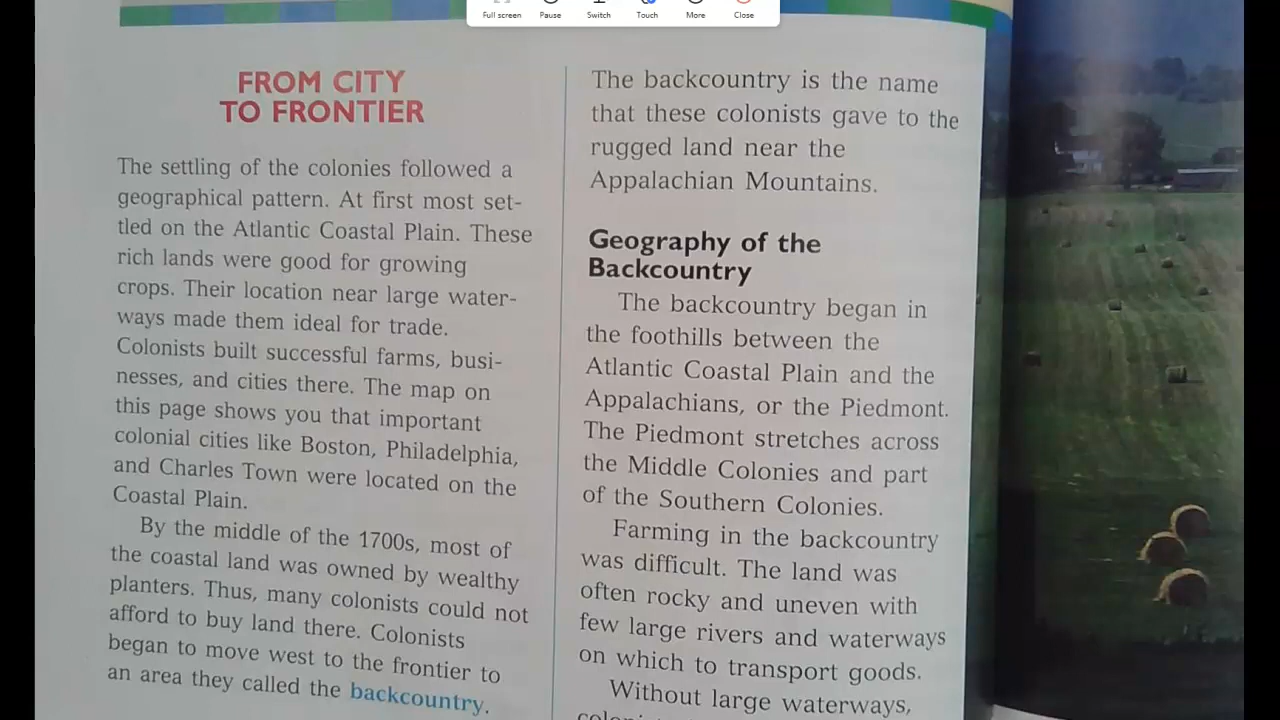 Full screen Pause Switch Touch More Close
FROM CITY
TO FRONTIER
The settling of the colonies followed a
geographical pattern. At first most set-
tled on the Atlantic Coastal Plain. These
rich lands were good for growing
crops. Their location near large water-
ways made them ideal for trade.
Colonists built successful farms, busi-
nesses, and cities there. The map on
this page shows you that important
colonial cities like Boston, Philadelphia,
and Charles Town were located on the
Coastal Plain.
By the middle of the 1700s, most of
the coastal land was owned by wealthy
planters. Thus, many colonists could not
afford to buy land there. Colonists
began to move west to the frontier to
an area they called the backcountry.
The backcountry is the name
that these colonists gave to the
rugged land near the
Appalachian Mountains.
Geography of the
Backcountry
The backcountry began in
the foothills between the
Atlantic Coastal Plain and the
Appalachians, or the Piedmont.
The Piedmont stretches across
the Middle Colonies and part
of the Southern Colonies.
Farming in the backcountry
was difficult. The land was
often rocky and uneven with
few large rivers and waterways
on which to transport goods.
Without large waterways,